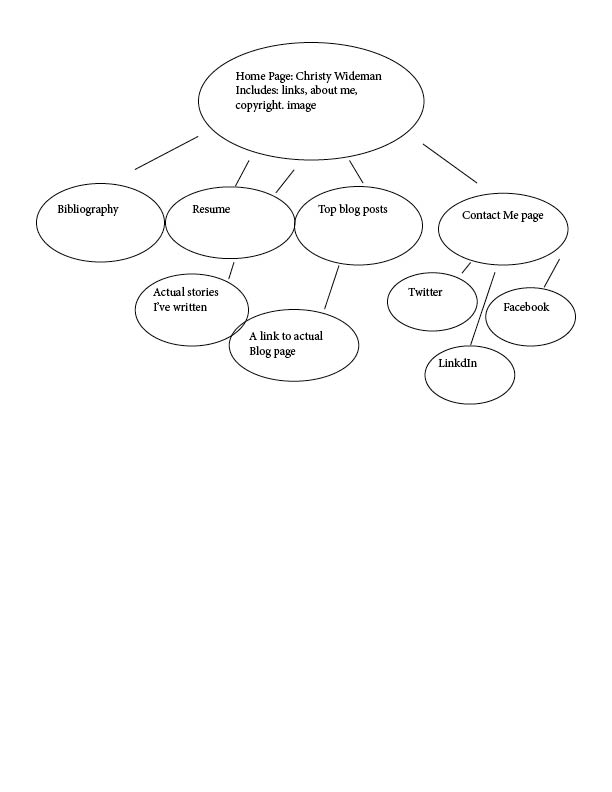 Home Page: Christy Wideman
Includes: links, about me,
copyright. image
Bibliography
Resume
Top blog posts
Contact Me page
Actual stories
I've written
A link to actual
Blog page
Twitter
Facebook
LinkdIn